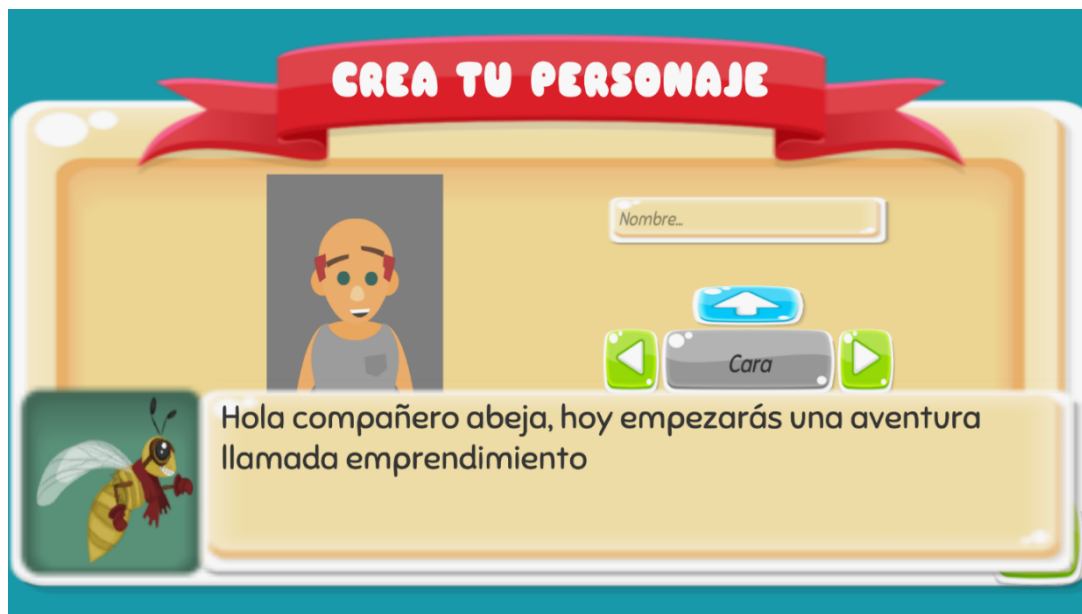 CREA TU PERSONAJE
Nombre...
Cara
Hola compañero abeja, hoy empezarás una aventura
llamada emprendimiento